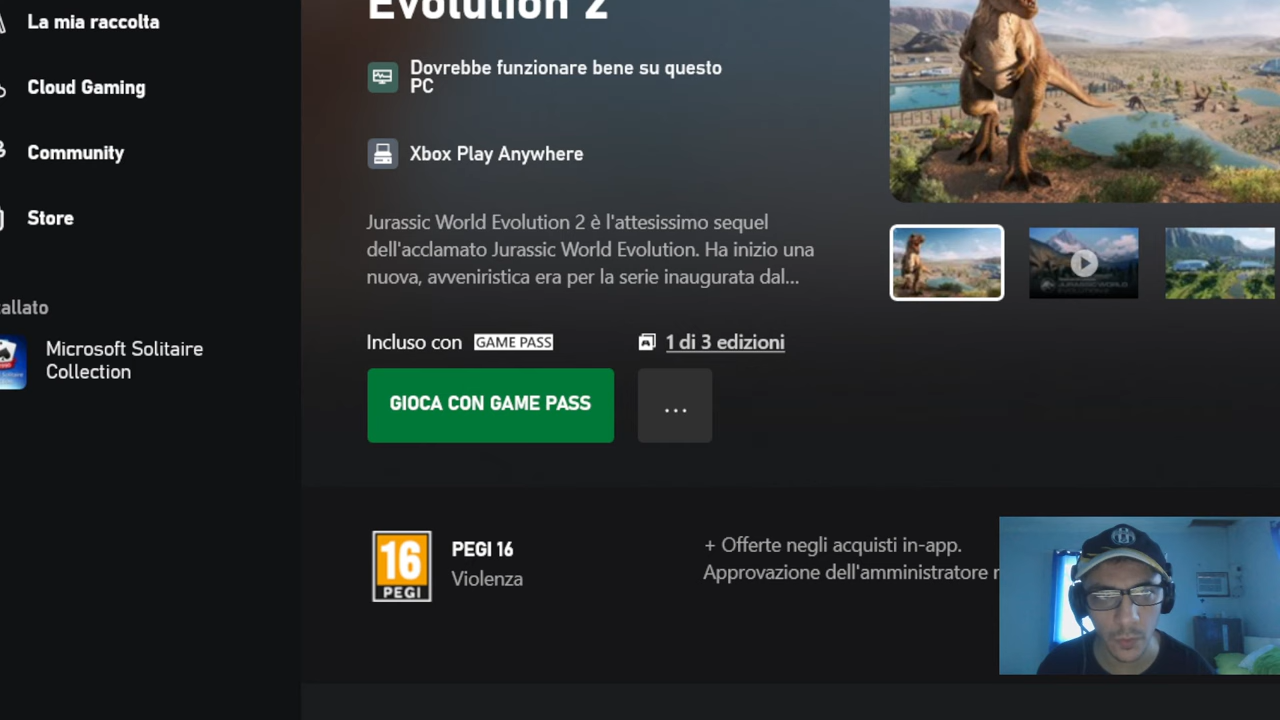 Evolution 2
La mia raccolta
Cloud Gaming
Community
Store
allato
Microsoft Solitaire
Collection
Dovrebbe funzionare bene su questo
PC
Xbox Play Anywhere
Jurassic World Evolution 2 è l'attesissimo sequel
dell'acclamato Jurassic World Evolution. Ha inizio una
nuova, avveniristica era per la serie inaugurata dal...
Incluso con GAME PASS
1 di 3 edizioni
GIOCA CON GAME PASS
...
16
PEGI
PEGI 16
Violenza
+ Offerte negli acquisti in-app.
Approvazione dell'amministratore